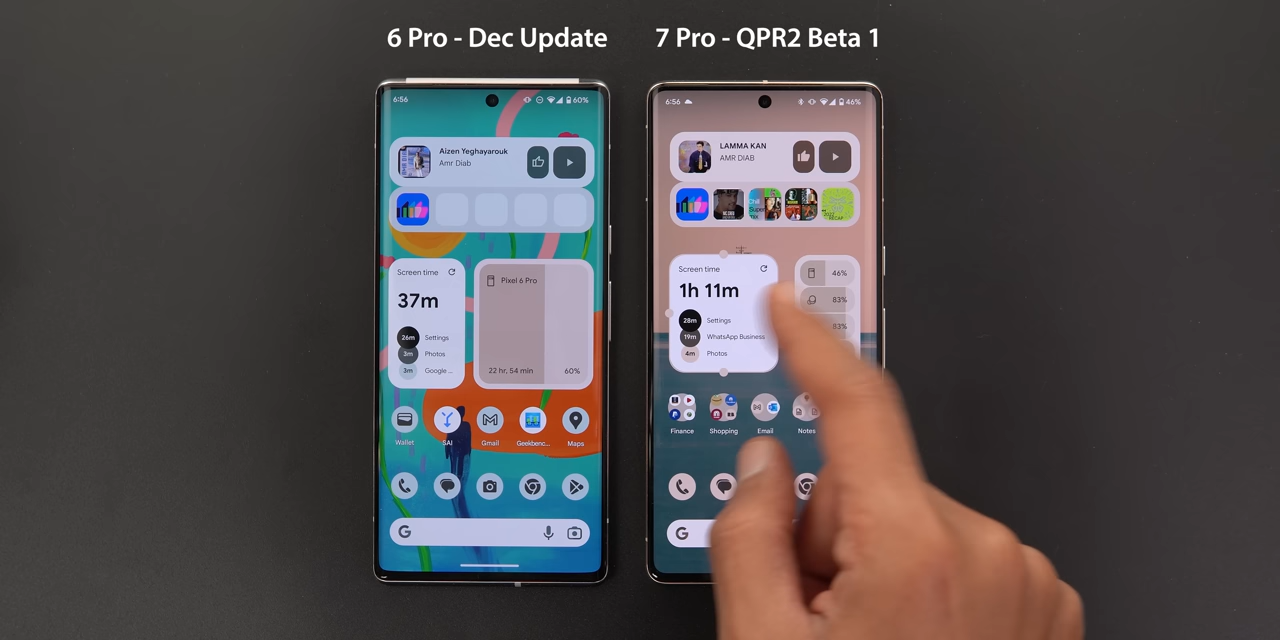 6 Pro - Dec Update
7 Pro - QPR2 Beta 1
6:56
60%
Aizen Yeghayarouk
Amr Diab
Screen time
37m
26m Settings
3m Photos
3m Google ...
Pixel 6 Pro
22 hr, 54 min 60%
Wallet
SAI
Gmail
Geekbenc...
Maps
6:56
46%
LAMMA KAN
AMR DIAB
Screen time
1h 11m
28m Settings
19m WhatsApp Business
4m Photos
46%
83%
83%
Finance
Shopping
Email
Notes